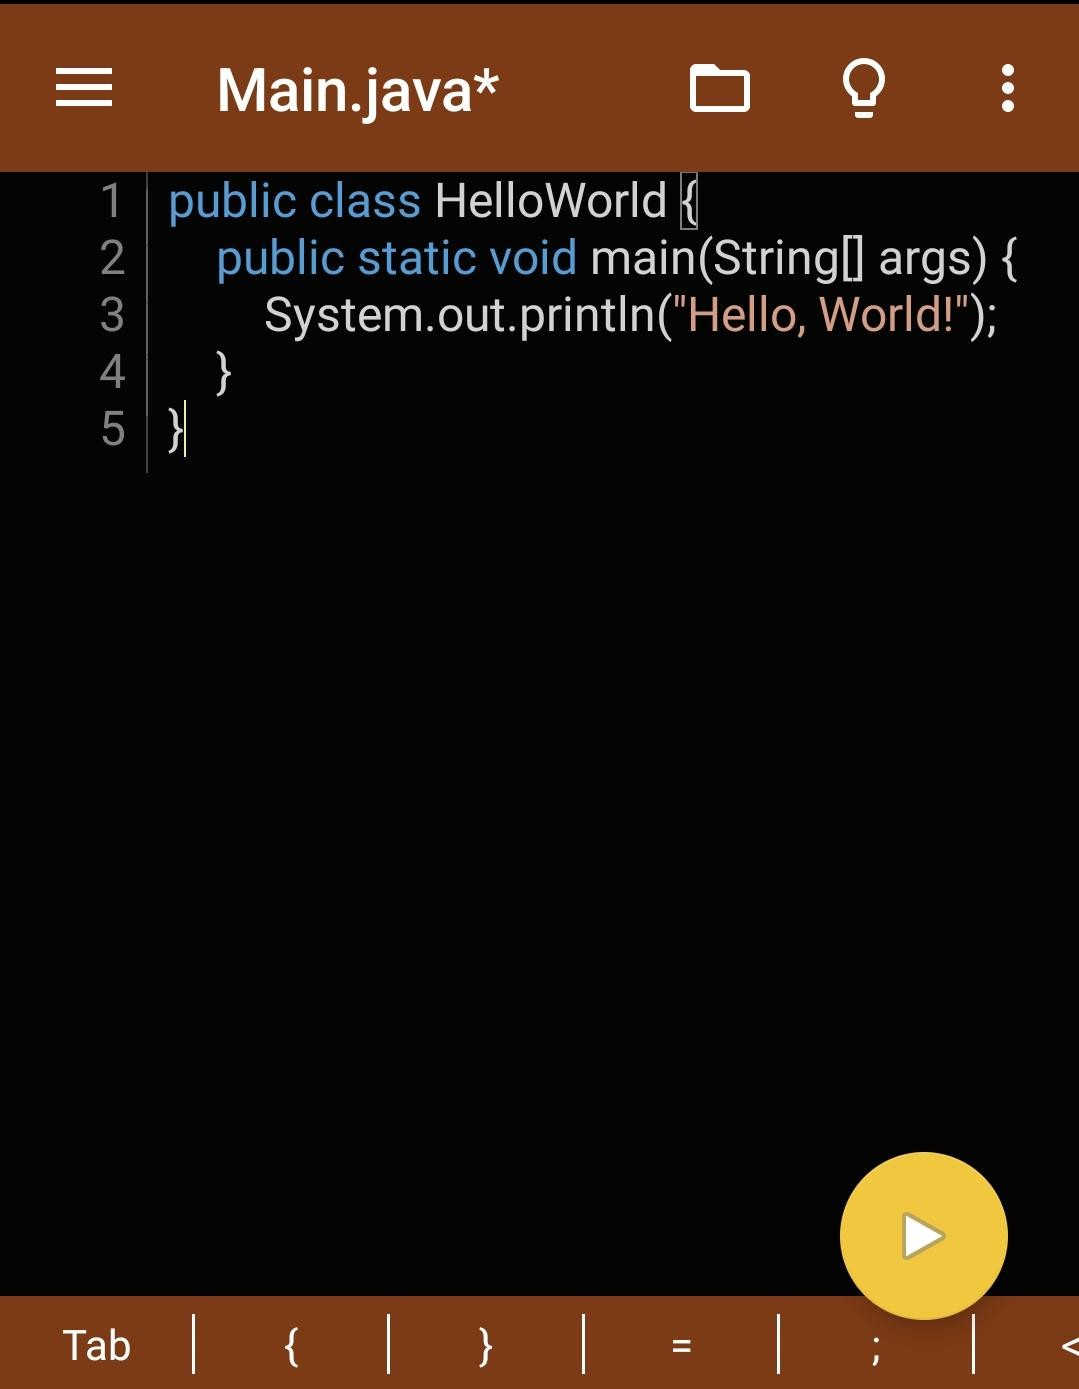 Main.java*
1 public class HelloWorld {
2     public static void main(String[] args) {
3         System.out.println("Hello, World!");
4     }
5 }
Tab | { | } | = | ; | <